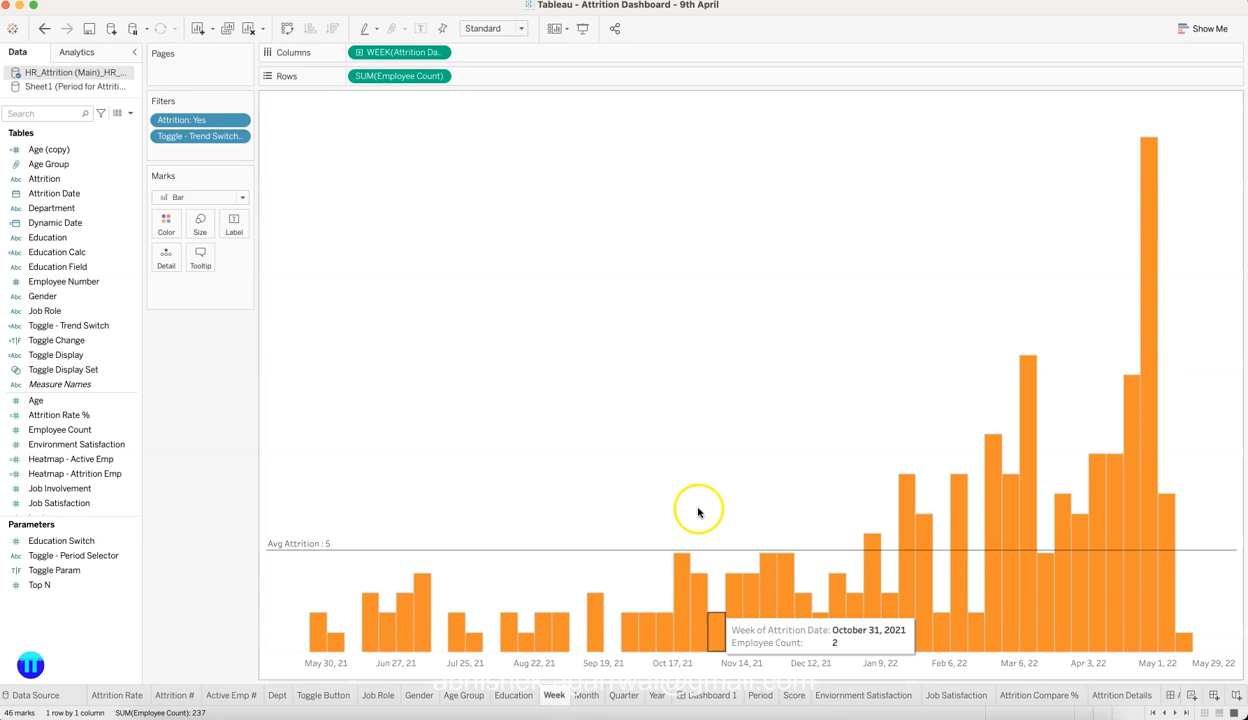 Tableau - Attrition Dashboard - 9th April
Standard
Show Me
Data
Analytics
HR_Attrition (Main)_HR_...
Sheet1 (Period for Attriti...
Search
Tables
Age (copy)
Age Group
Attrition
Attrition Date
Department
Dynamic Date
Education
Education Calc
Education Field
Employee Number
Gender
Job Role
Toggle - Trend Switch
Toggle Change
Toggle Display
Toggle Display Set
Measure Names
Age
Attrition Rate %
Employee Count
Environment Satisfaction
Heatmap - Active Emp
Heatmap - Attrition Emp
Job Involvement
Job Satisfaction
Parameters
Education Switch
Toggle - Period Selector
Toggle Param
Top N
Pages
Filters
Attrition: Yes
Toggle - Trend Switch..
Marks
Bar
Color Size Label
Detail Tooltip
Columns WEEK(Attrition Da..
Rows SUM(Employee Count)
Avg Attrition : 5
Week of Attrition Date: October 31, 2021
Employee Count: 2
May 30, 21 Jun 27, 21 Jul 25, 21 Aug 22, 21 Sep 19, 21 Oct 17, 21 Nov 14, 21 Dec 12, 21 Jan 9, 22 Feb 6, 22 Mar 6, 22 Apr 3, 22 May 1, 22 May 29, 22
Data Source Attrition Rate Attrition # Active Emp # Dept Toggle Button Job Role Gender Age Group Education Week Month Quarter Year Dashboard 1 Period Score Enviornment Satisfaction Job Satisfaction Attrition Compare % Attrition Details
46 marks 1 row by 1 column SUM(Employee Count): 237